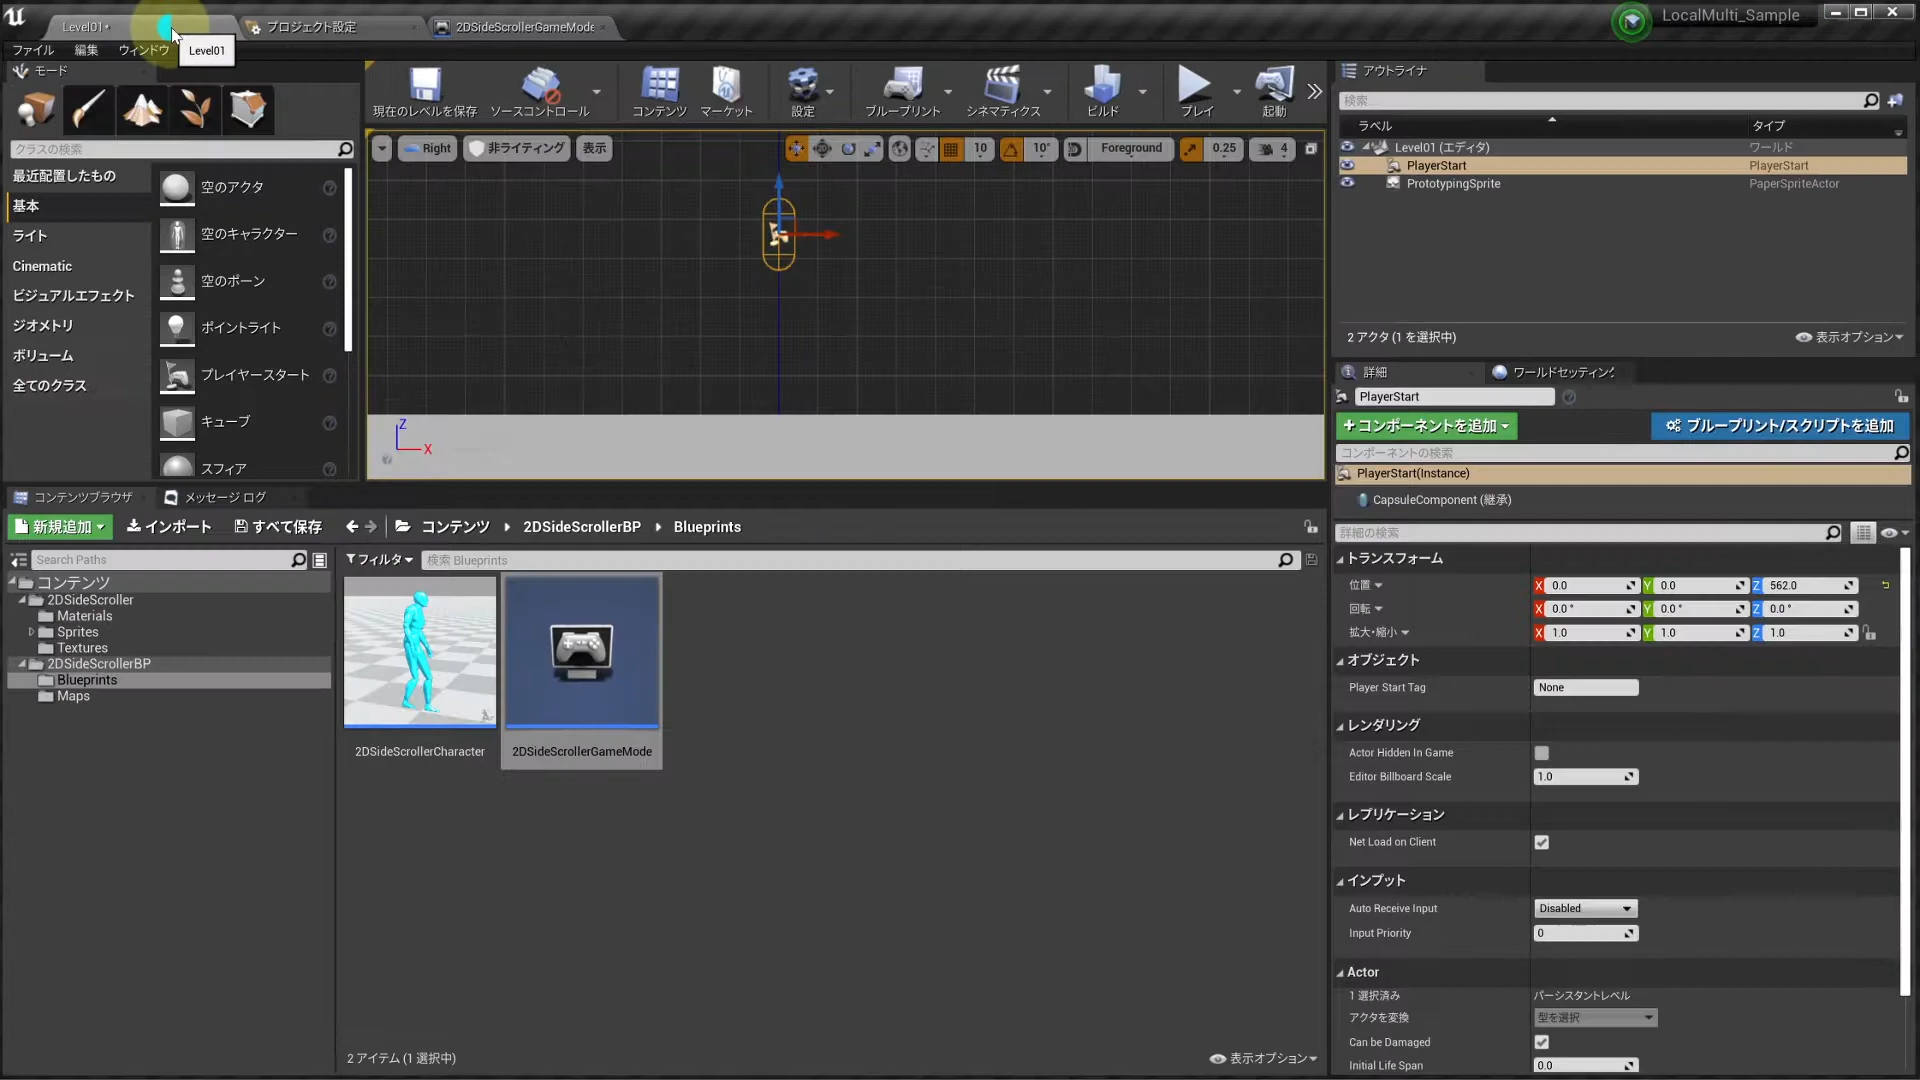 Level01•
プロジェクト設定
2DSideScrollerGameMode
LocalMulti_Sample
ファイル 編集 ウィンドウ
Level01
モード
クラスの検索
最近配置したもの
基本
ライト
Cinematic
ビジュアルエフェクト
ジオメトリ
ボリューム
全てのクラス
空のアクタ
空のキャラクター
空のポーン
ポイントライト
プレイヤースタート
キューブ
スフィア
現在のレベルを保存
ソースコントロール
コンテンツ
マーケット
設定
ブループリント
シネマティクス
ビルド
プレイ
起動
Right
非ライティング
表示
10
10°
Foreground
0.25
4
Z
X
アウトライナ
検索...
ラベル タイプ
Level01 (エディタ) ワールド
PlayerStart PlayerStart
PrototypingSprite PaperSpriteActor
2 アクタ (1 を選択中)
表示オプション
詳細
ワールドセッティング
PlayerStart
+コンポーネントを追加
ブループリント/スクリプトを追加
コンポーネントの検索
PlayerStart(Instance)
CapsuleComponent (継承)
詳細の検索
トランスフォーム
位置 X 0.0 Y 0.0 Z 562.0
回転 X 0.0 ° Y 0.0 ° Z 0.0 °
拡大・縮小 X 1.0 Y 1.0 Z 1.0
オブジェクト
Player Start Tag None
レンダリング
Actor Hidden In Game
Editor Billboard Scale 1.0
レプリケーション
Net Load on Client
インプット
Auto Receive Input Disabled
Input Priority 0
Actor
1 選択済み パーシスタントレベル
アクタを変換 型を選択
Can be Damaged
Initial Life Span 0.0
コンテンツブラウザ
メッセージ ログ
新規追加
インポート
すべて保存
コンテンツ
2DSideScrollerBP
Blueprints
Search Paths
フィルタ
検索 Blueprints
コンテンツ
2DSideScroller
Materials
Sprites
Textures
2DSideScrollerBP
Blueprints
Maps
2DSideScrollerCharacter
2DSideScrollerGameMode
2 アイテム (1 選択中)
表示オプション